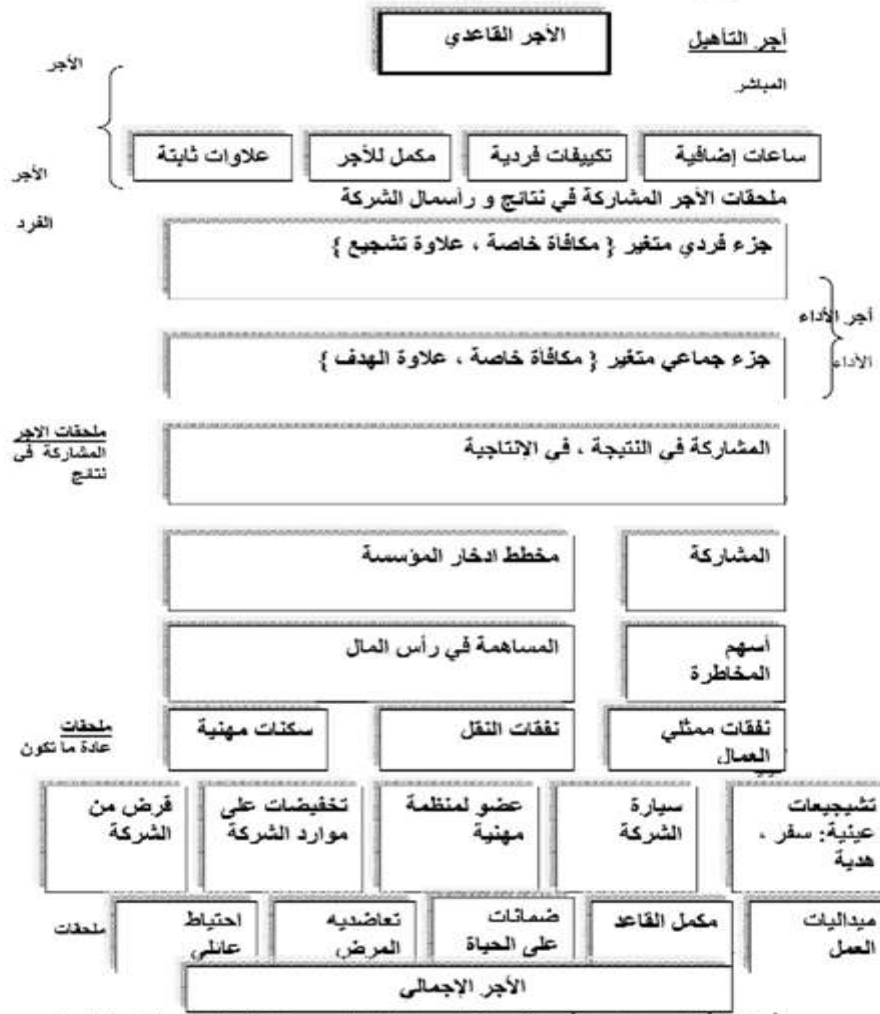 الأجر القاعدي
أجر التأهيل
المباشر
الأجر
ساعات إضافية
تكييفات فردية
مكمل للأجر
علاوات ثابتة
الأجر
الفرد
ملحقات الأجر المشاركة في نتائج و رأسمال الشركة
جزء فردي متغير { مكافأة خاصة ، علاوة تشجيع }
أجر الأداء
الأداء
جزء جماعي متغير { مكافأة خاصة ، علاوة الهدف }
ملحقات الاجر
المشاركة في
نتائج
المشاركة في النتيجة ، في الإنتاجية
المشاركة
مخطط ادخار المؤسسة
أسهم
المخاطرة
المساهمة في رأس المال
نفقات ممثلي
العمال
نفقات النقل
سكنات مهنية
ملحقات
عادة ما تكون
تشيجيعات
عينية: سفر ،
هدية
سيارة
الشركة
عضو لمنظمة
مهنية
تخفيضات على
موارد الشركة
قرض من
الشركة
ميداليات
العمل
مكمل القاعد
ضمانات
على الحياة
تعاضديه
المرض
احتياط
عائلي
ملحقات
الأجر الإجمالي